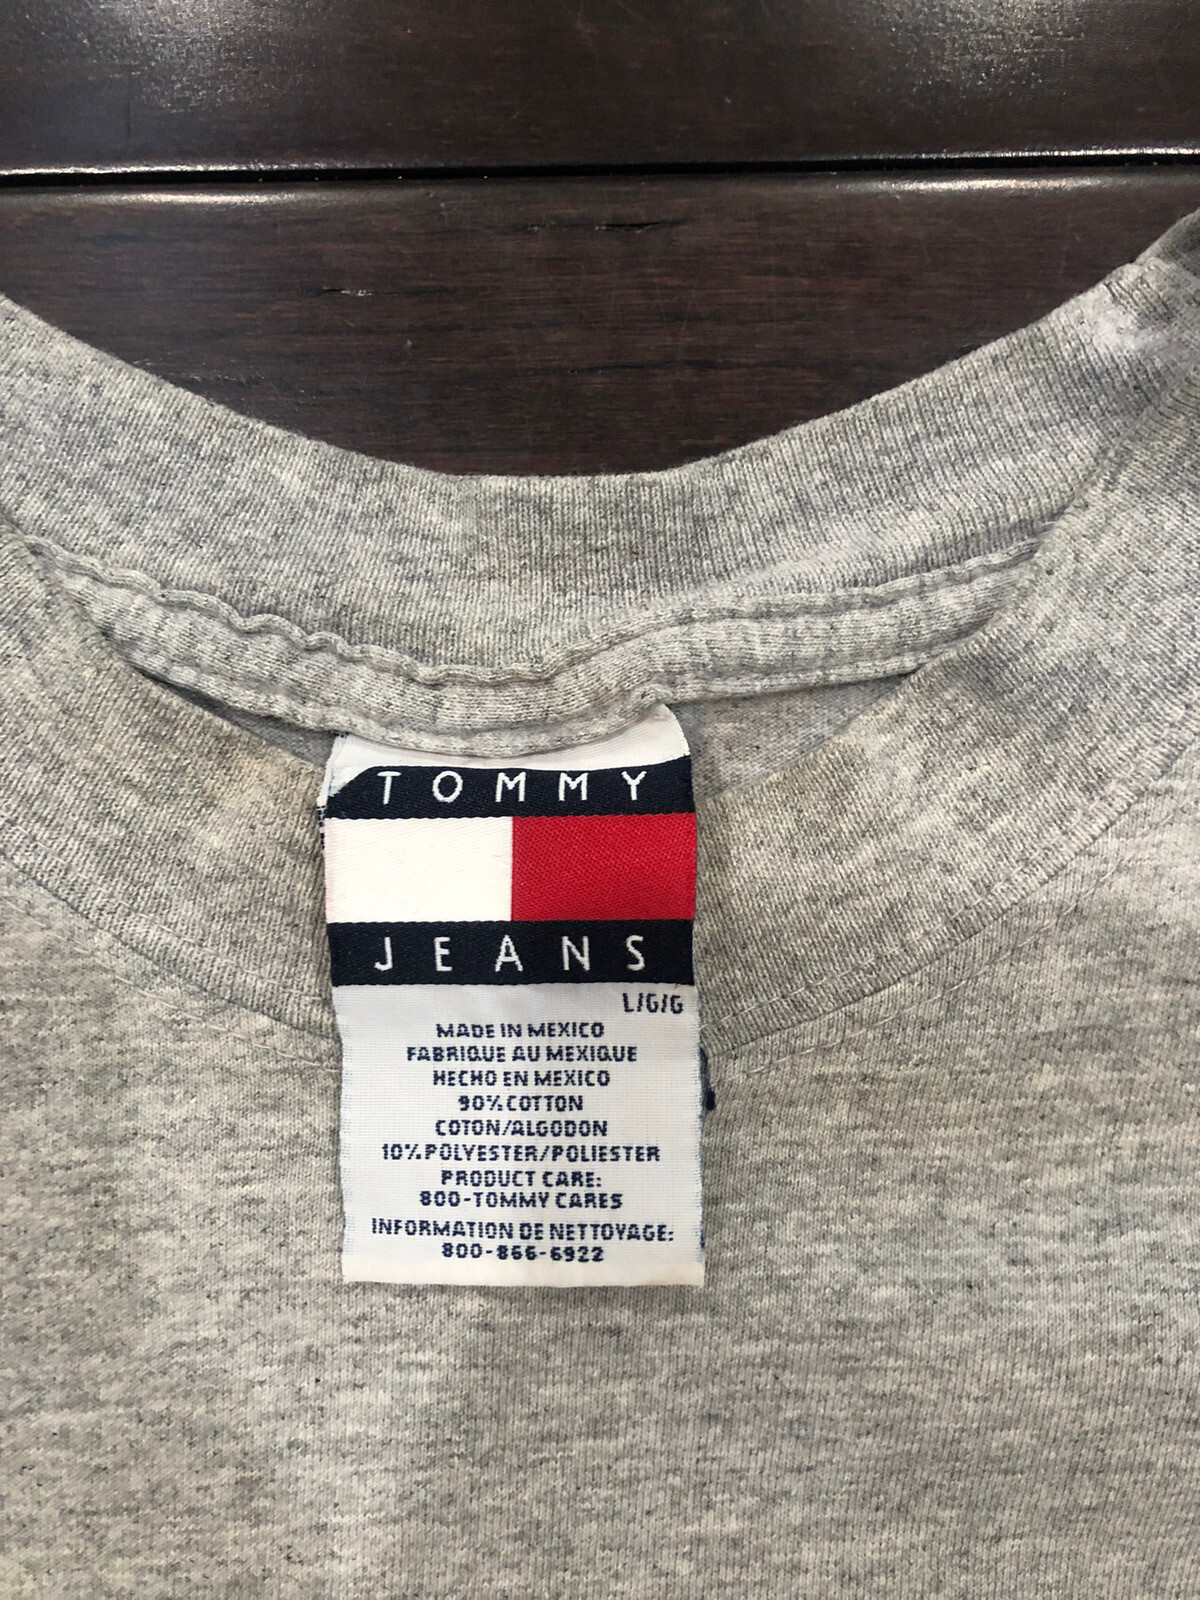 TOMMY
JEANS
L/G/G
MADE IN MEXICO
FABRIQUE AU MEXIQUE
HECHO EN MEXICO
90% COTTON
COTON/ALGODON
10% POLYESTER/POLIESTER
PRODUCT CARE:
800-TOMMY CARES
INFORMATION DE NETTOYAGE:
800-866-6922